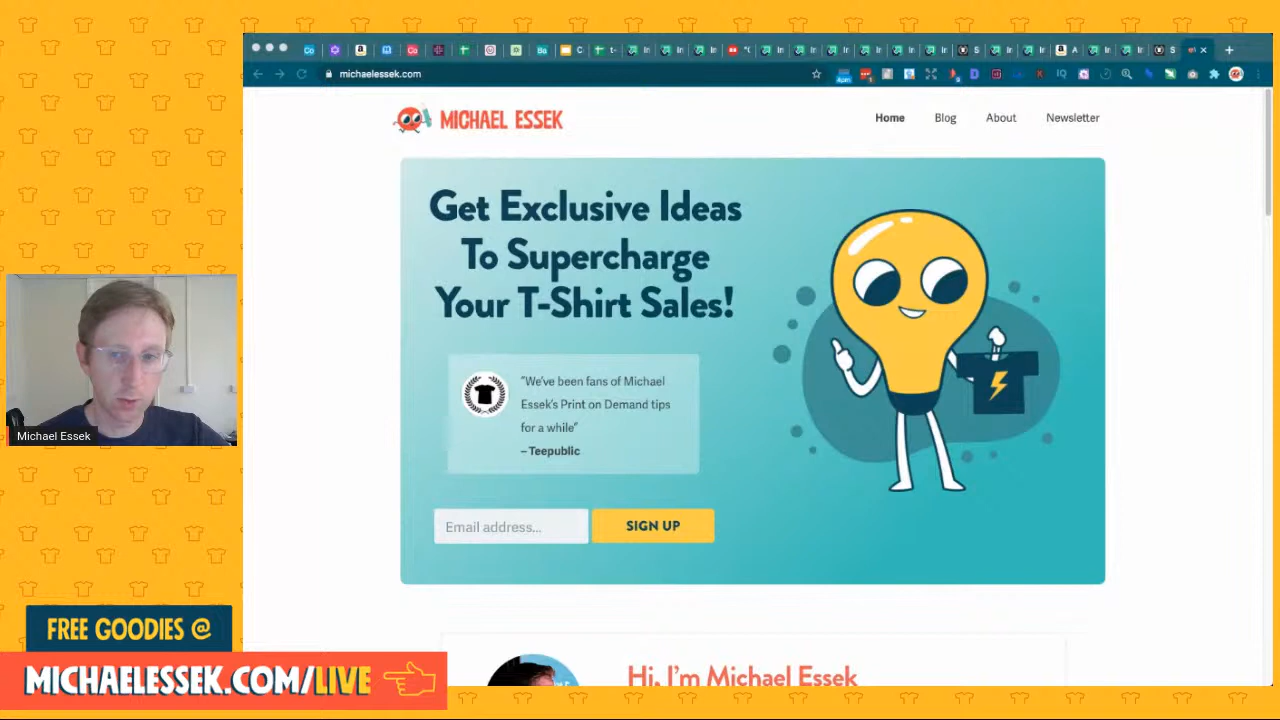 michaelessek.com
MICHAEL ESSEK
Home Blog About Newsletter
Get Exclusive Ideas
To Supercharge
Your T-Shirt Sales!
“We’ve been fans of Michael
Essek’s Print on Demand tips
for a while”
– Teepublic
Email address...
SIGN UP
Hi, I’m Michael Essek
Michael Essek
FREE GOODIES @
MICHAELESSEK.COM/LIVE